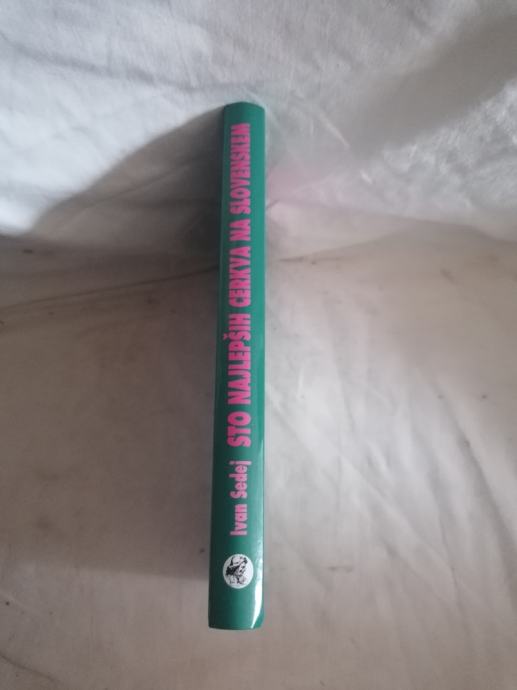 Ivan Sedej STO NAJLEPŠIH CERKVA NA SLOVENSKEM